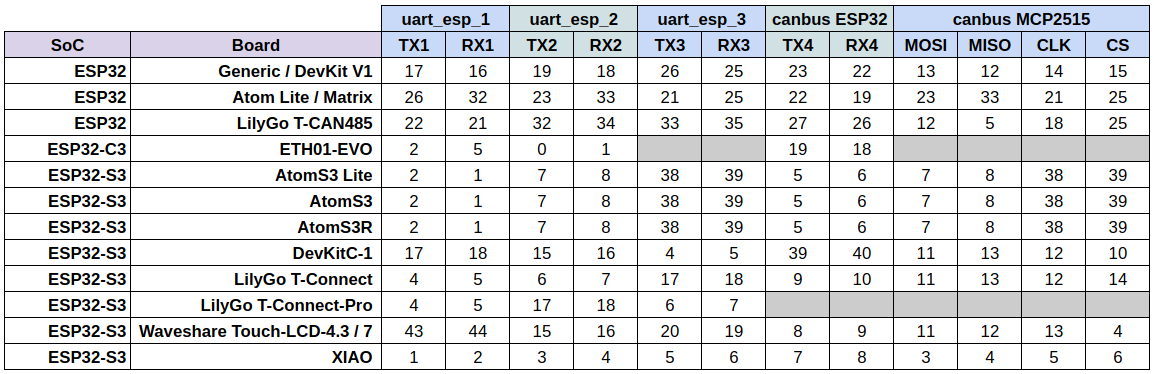 uart_esp_1 uart_esp_2 uart_esp_3 canbus ESP32 canbus MCP2515
SoC Board TX1 RX1 TX2 RX2 TX3 RX3 TX4 RX4 MOSI MISO CLK CS
ESP32 Generic / DevKit V1 17 16 19 18 26 25 23 22 13 12 14 15
ESP32 Atom Lite / Matrix 26 32 23 33 21 25 22 19 23 33 21 25
ESP32 LilyGo T-CAN485 22 21 32 34 33 35 27 26 12 5 18 25
ESP32-C3 ETH01-EVO 2 5 0 1 19 18
ESP32-S3 AtomS3 Lite 2 1 7 8 38 39 5 6 7 8 38 39
ESP32-S3 AtomS3 2 1 7 8 38 39 5 6 7 8 38 39
ESP32-S3 AtomS3R 2 1 7 8 38 39 5 6 7 8 38 39
ESP32-S3 DevKitC-1 17 18 15 16 4 5 39 40 11 13 12 10
ESP32-S3 LilyGo T-Connect 4 5 6 7 17 18 9 10 11 13 12 14
ESP32-S3 LilyGo T-Connect-Pro 4 5 17 18 6 7
ESP32-S3 Waveshare Touch-LCD-4.3 / 7 43 44 15 16 20 19 8 9 11 12 13 4
ESP32-S3 XIAO 1 2 3 4 5 6 7 8 3 4 5 6